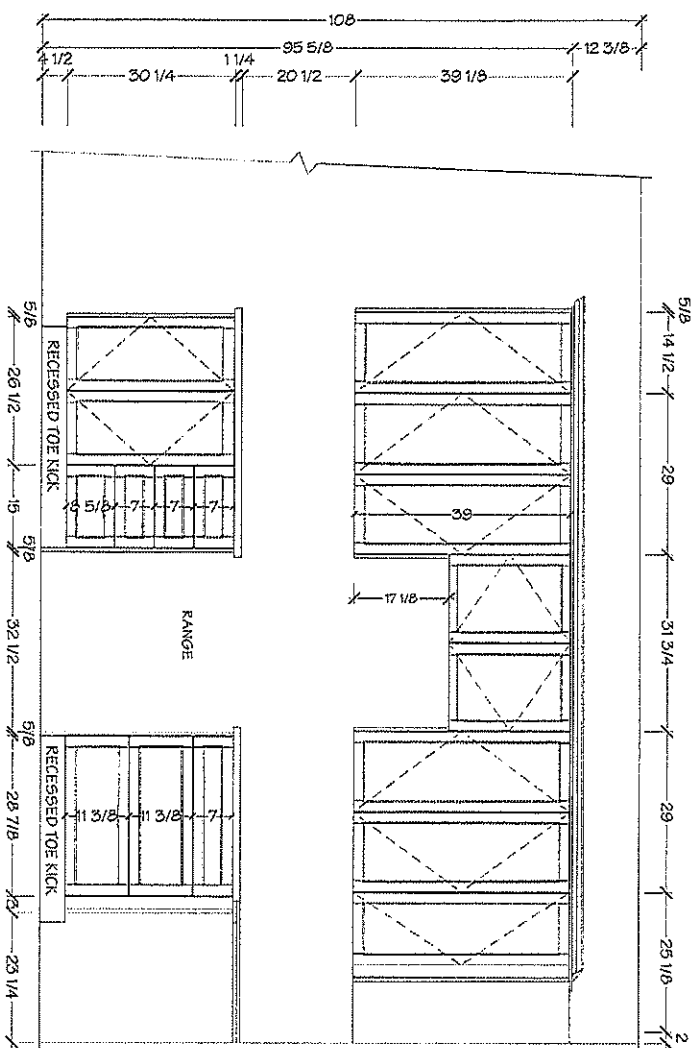 108
95 5/8 12 3/8
4 1/2 30 1/4 1 1/4 20 1/2 39 1/8
5/8 14 1/2 29 31 3/4 29 25 1/8 2
39
17 1/8
8 5/8 7 7 7
RANGE
11 3/8 11 3/8 7
RECESSED TOE KICK
RECESSED TOE KICK
5/8 26 1/2 15 5/8 32 1/2 5/8 28 7/8 3 23 1/4